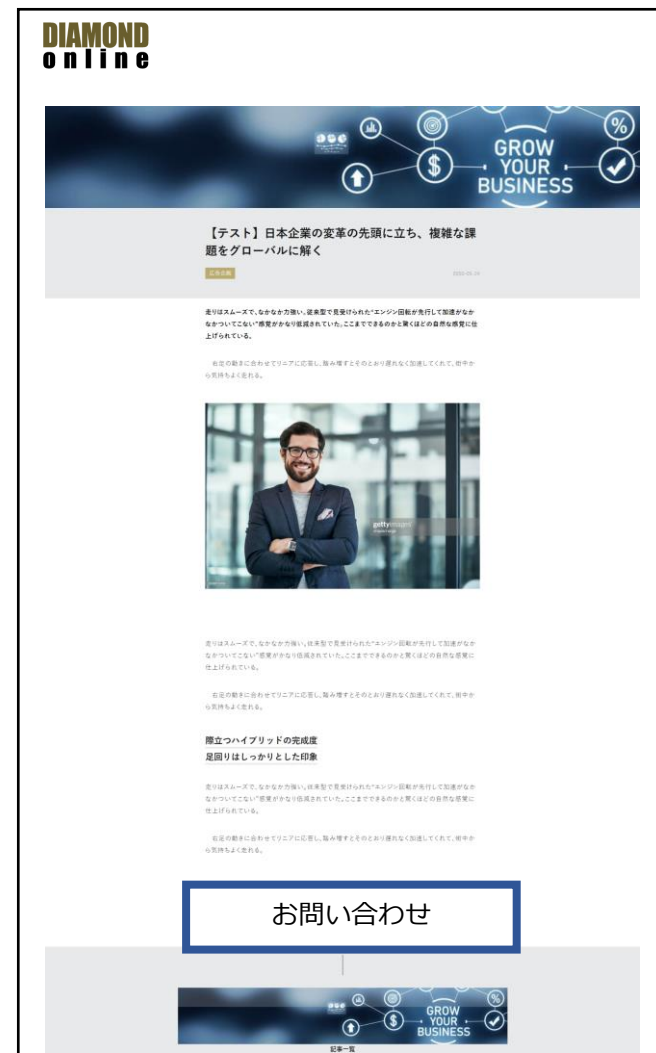 DIAMOND
online
GROW
YOUR
BUSINESS
$
%
【テスト】日本企業の変革の先頭に立ち、複雑な課
題をグローバルに解く
走りはスムーズで、なかなか力強い。従来型で見受けられた“エンジン回転が先行して加速がなか
なかついてこない”感覚がかなり低減されていた。ここまでできるのかと驚くほどの自然な感覚に仕
上げられている。
右足の動きに合わせてリニアに応答し、踏み増すとそのとおり遅れなく加速してくれて、街中か
ら気持ちよく走れる。
gettyimages
走りはスムーズで、なかなか力強い。従来型で見受けられた“エンジン回転が先行して加速がなか
なかついてこない”感覚がかなり低減されていた。ここまでできるのかと驚くほどの自然な感覚に
仕上げられている。
右足の動きに合わせてリニアに応答し、踏み増すとそのとおり遅れなく加速してくれて、街中か
ら気持ちよく走れる。
際立つハイブリッドの完成度
足回りはしっかりとした印象
走りはスムーズで、なかなか力強い。従来型で見受けられた“エンジン回転が先行して加速がなか
なかついてこない”感覚がかなり低減されていた。ここまでできるのかと驚くほどの自然な感覚に
仕上げられている。
右足の動きに合わせてリニアに応答し、踏み増すとそのとおり遅れなく加速してくれて、街中か
ら気持ちよく走れる。
お問い合わせ
GROW
YOUR
BUSINESS
$
%
記事一覧